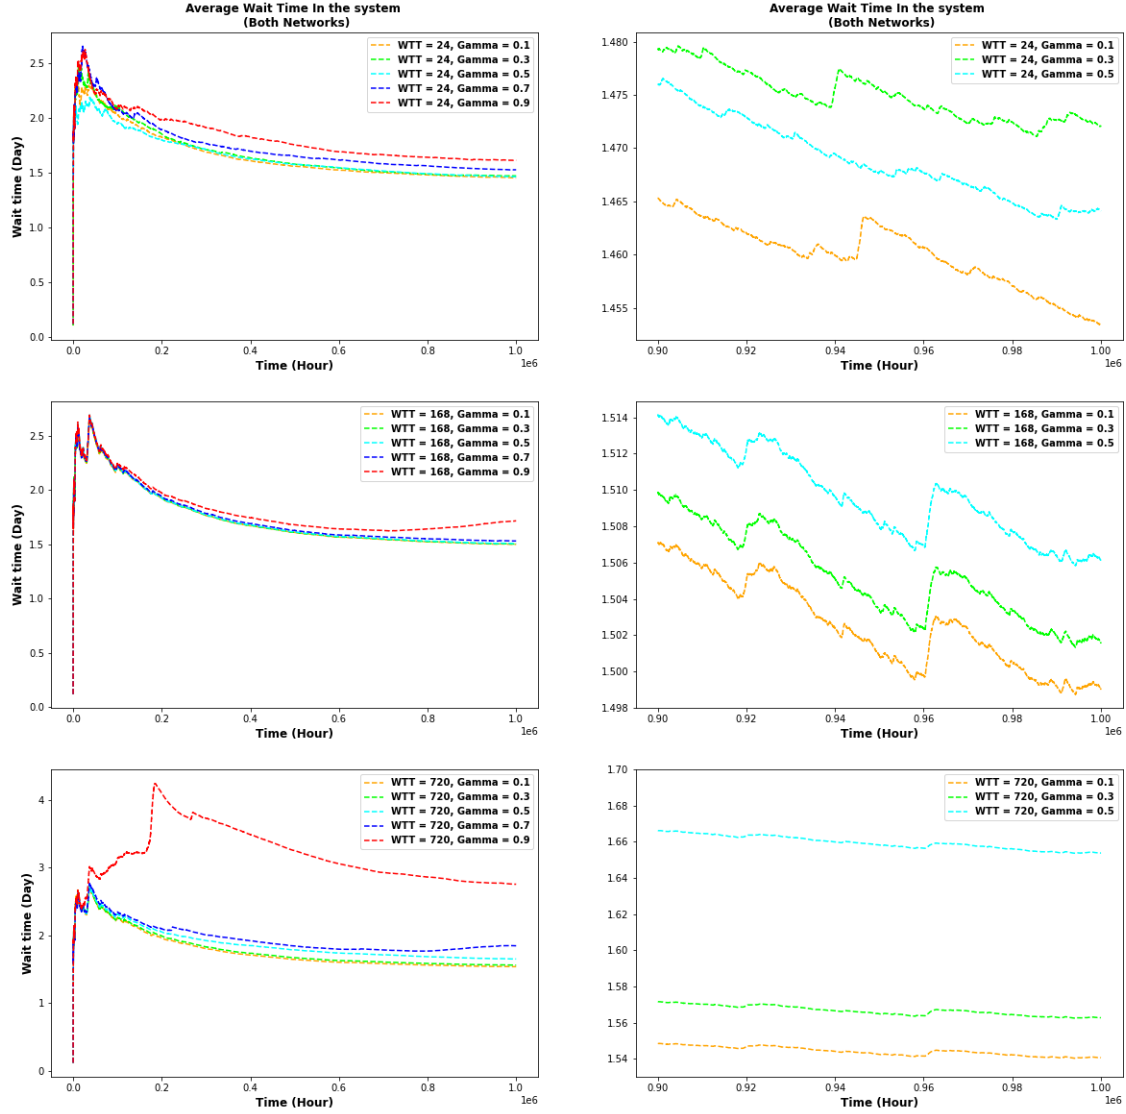 Average Wait Time In the system
(Both Networks)
Wait time (Day)
2.5
2.0
1.5
1.0
0.5
0.0
WTT = 24, Gamma = 0.1
WTT = 24, Gamma = 0.3
WTT = 24, Gamma = 0.5
WTT = 24, Gamma = 0.7
WTT = 24, Gamma = 0.9
0.0 0.2 0.4 0.6 0.8 1.0
1e6
Time (Hour)
Average Wait Time In the system
(Both Networks)
1.480
1.475
1.470
1.465
1.460
1.455
WTT = 24, Gamma = 0.1
WTT = 24, Gamma = 0.3
WTT = 24, Gamma = 0.5
0.90 0.92 0.94 0.96 0.98 1.00
1e6
Time (Hour)
Wait time (Day)
2.5
2.0
1.5
1.0
0.5
0.0
WTT = 168, Gamma = 0.1
WTT = 168, Gamma = 0.3
WTT = 168, Gamma = 0.5
WTT = 168, Gamma = 0.7
WTT = 168, Gamma = 0.9
0.0 0.2 0.4 0.6 0.8 1.0
1e6
Time (Hour)
1.514
1.512
1.510
1.508
1.506
1.504
1.502
1.500
1.498
WTT = 168, Gamma = 0.1
WTT = 168, Gamma = 0.3
WTT = 168, Gamma = 0.5
0.90 0.92 0.94 0.96 0.98 1.00
1e6
Time (Hour)
Wait time (Day)
4
3
2
1
0
WTT = 720, Gamma = 0.1
WTT = 720, Gamma = 0.3
WTT = 720, Gamma = 0.5
WTT = 720, Gamma = 0.7
WTT = 720, Gamma = 0.9
0.0 0.2 0.4 0.6 0.8 1.0
1e6
Time (Hour)
1.70
1.68
1.66
1.64
1.62
1.60
1.58
1.56
1.54
WTT = 720, Gamma = 0.1
WTT = 720, Gamma = 0.3
WTT = 720, Gamma = 0.5
0.90 0.92 0.94 0.96 0.98 1.00
1e6
Time (Hour)